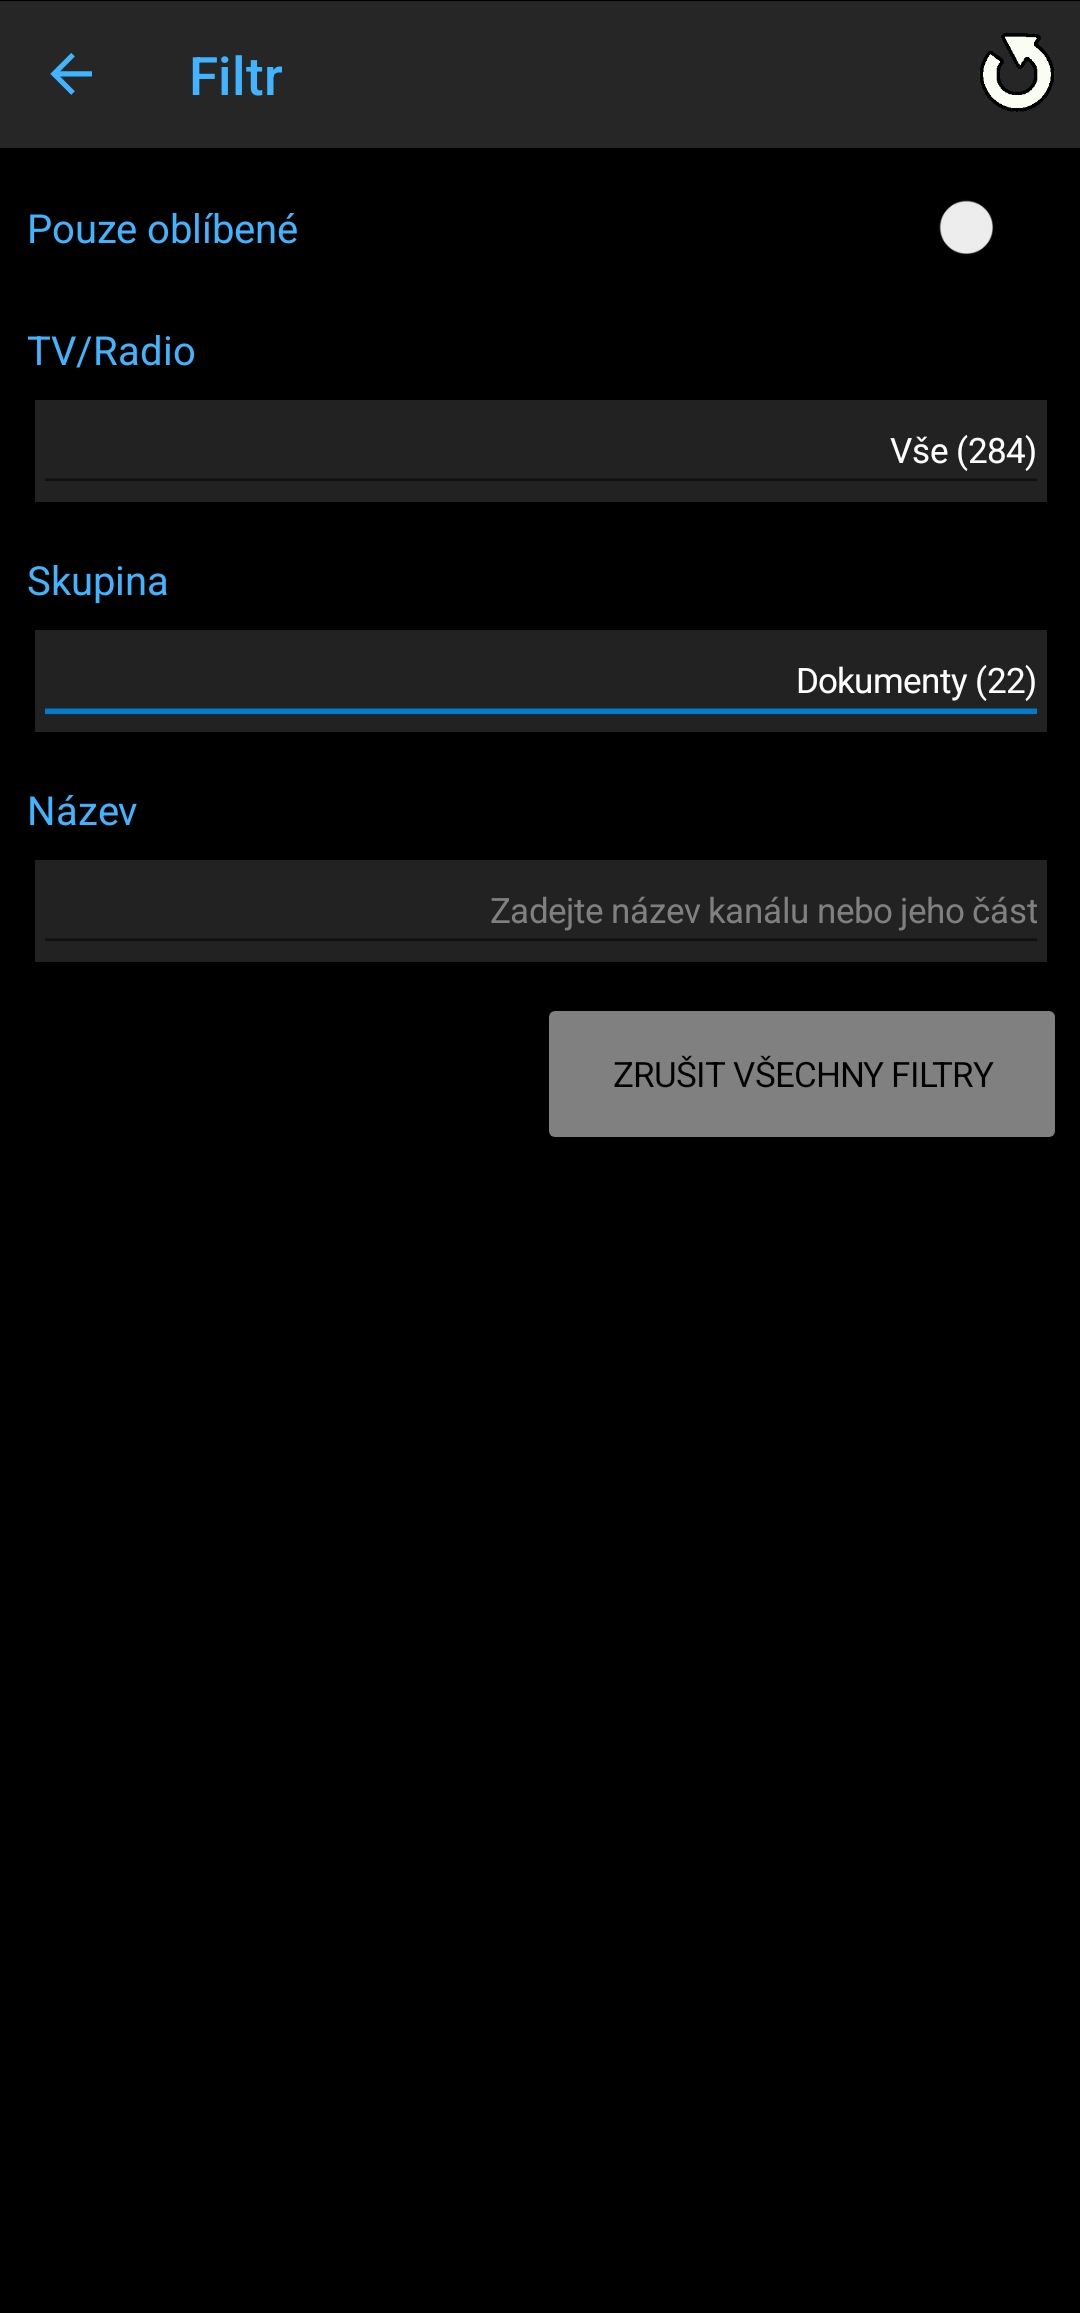 Filtr
Pouze oblíbené
TV/Radio
Vše (284)
Skupina
Dokumenty (22)
Název
Zadejte název kanálu nebo jeho část
ZRUŠIT VŠECHNY FILTRY